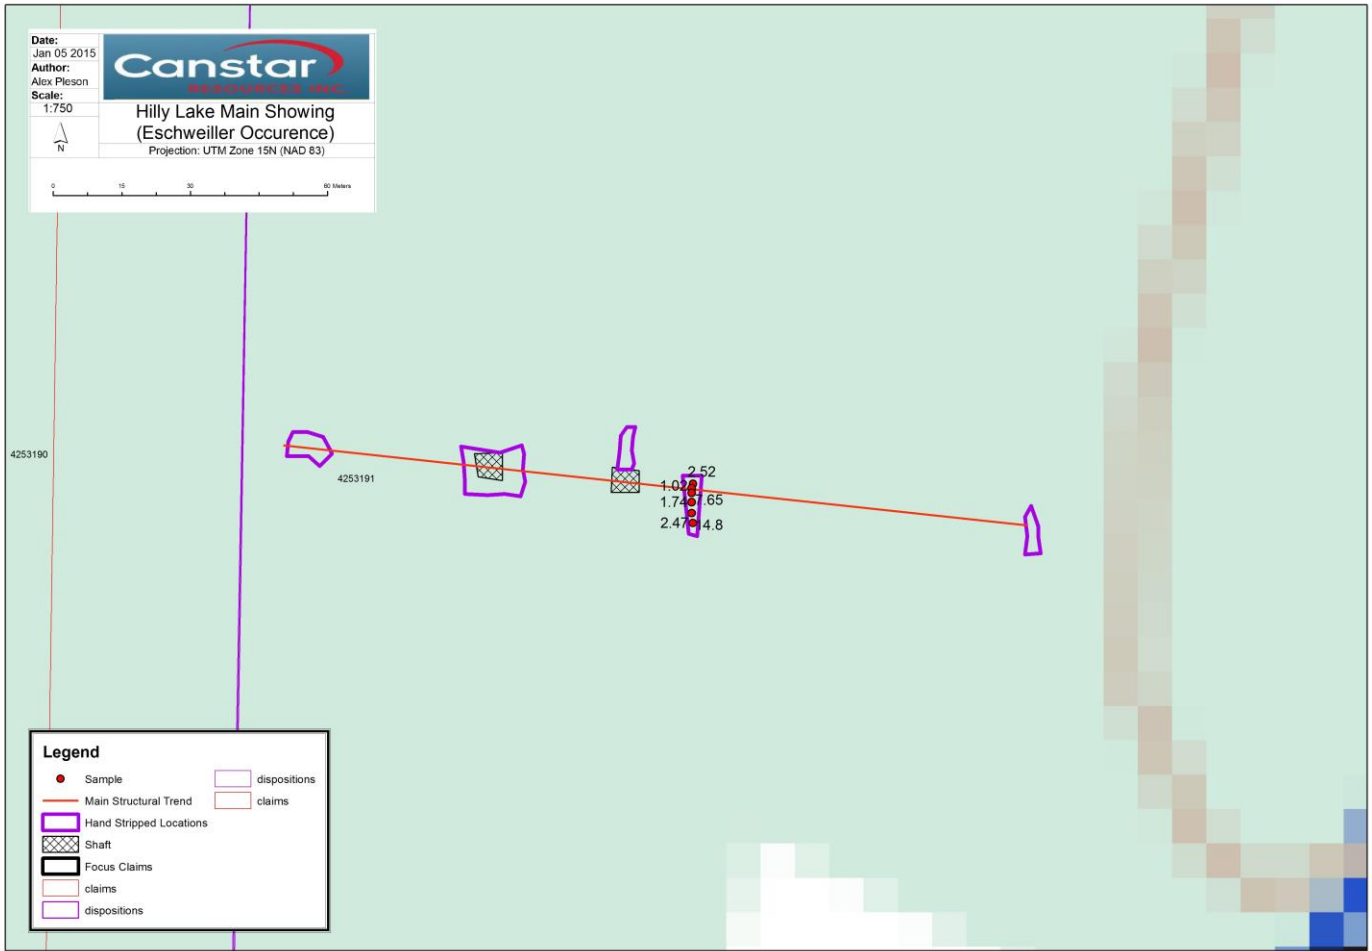 Date:
Jan 05 2015
Author:
Alex Pleson
Scale:
1:750
N
Canstar
RESOURCES INC.
Hilly Lake Main Showing
(Eschweiller Occurence)
Projection: UTM Zone 15N (NAD 83)
0 15 30 60 Meters
4253190
4253191
2.52
1.02
.65
1.74
2.47
4.8
Legend
Sample
Main Structural Trend
Hand Stripped Locations
Shaft
Focus Claims
claims
dispositions
dispositions
claims